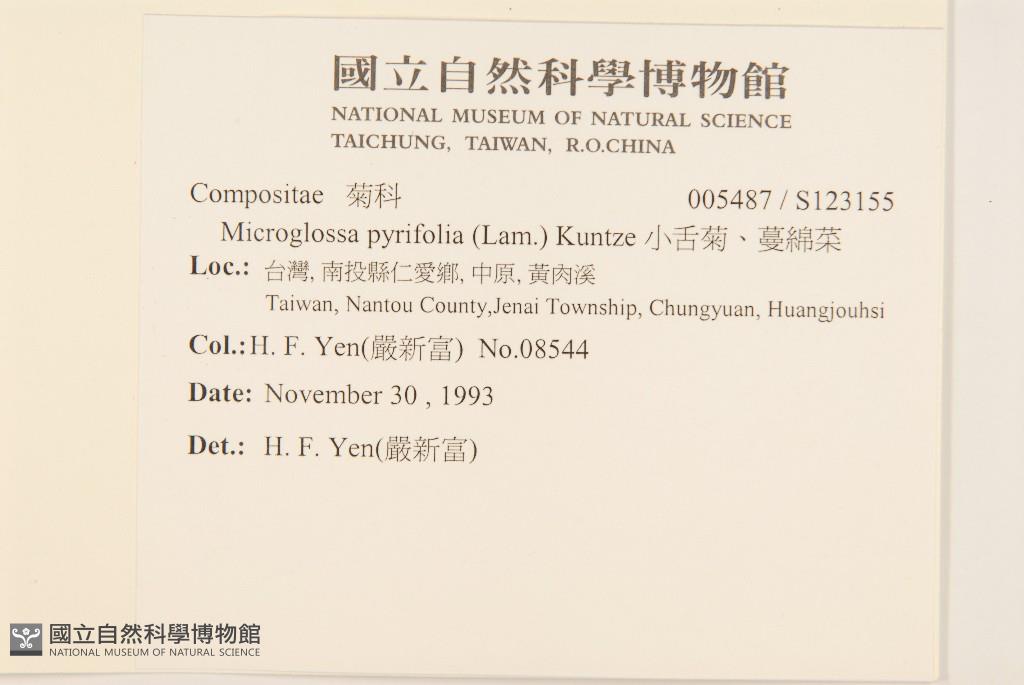 國立自然科學博物館
NATIONAL MUSEUM OF NATURAL SCIENCE
TAICHUNG, TAIWAN, R.O.CHINA
Compositae 菊科 005487 / S123155
Microglossa pyrifolia (Lam.) Kuntze 小舌菊、蔓綿菜
Loc.: 台灣, 南投縣仁愛鄉, 中原, 黃肉溪
Taiwan, Nantou County,Jenai Township, Chungyuan, Huangjouhsi
Col.: H. F. Yen(嚴新富) No.08544
Date: November 30 , 1993
Det.: H. F. Yen(嚴新富)
國立自然科學博物館
NATIONAL MUSEUM OF NATURAL SCIENCE